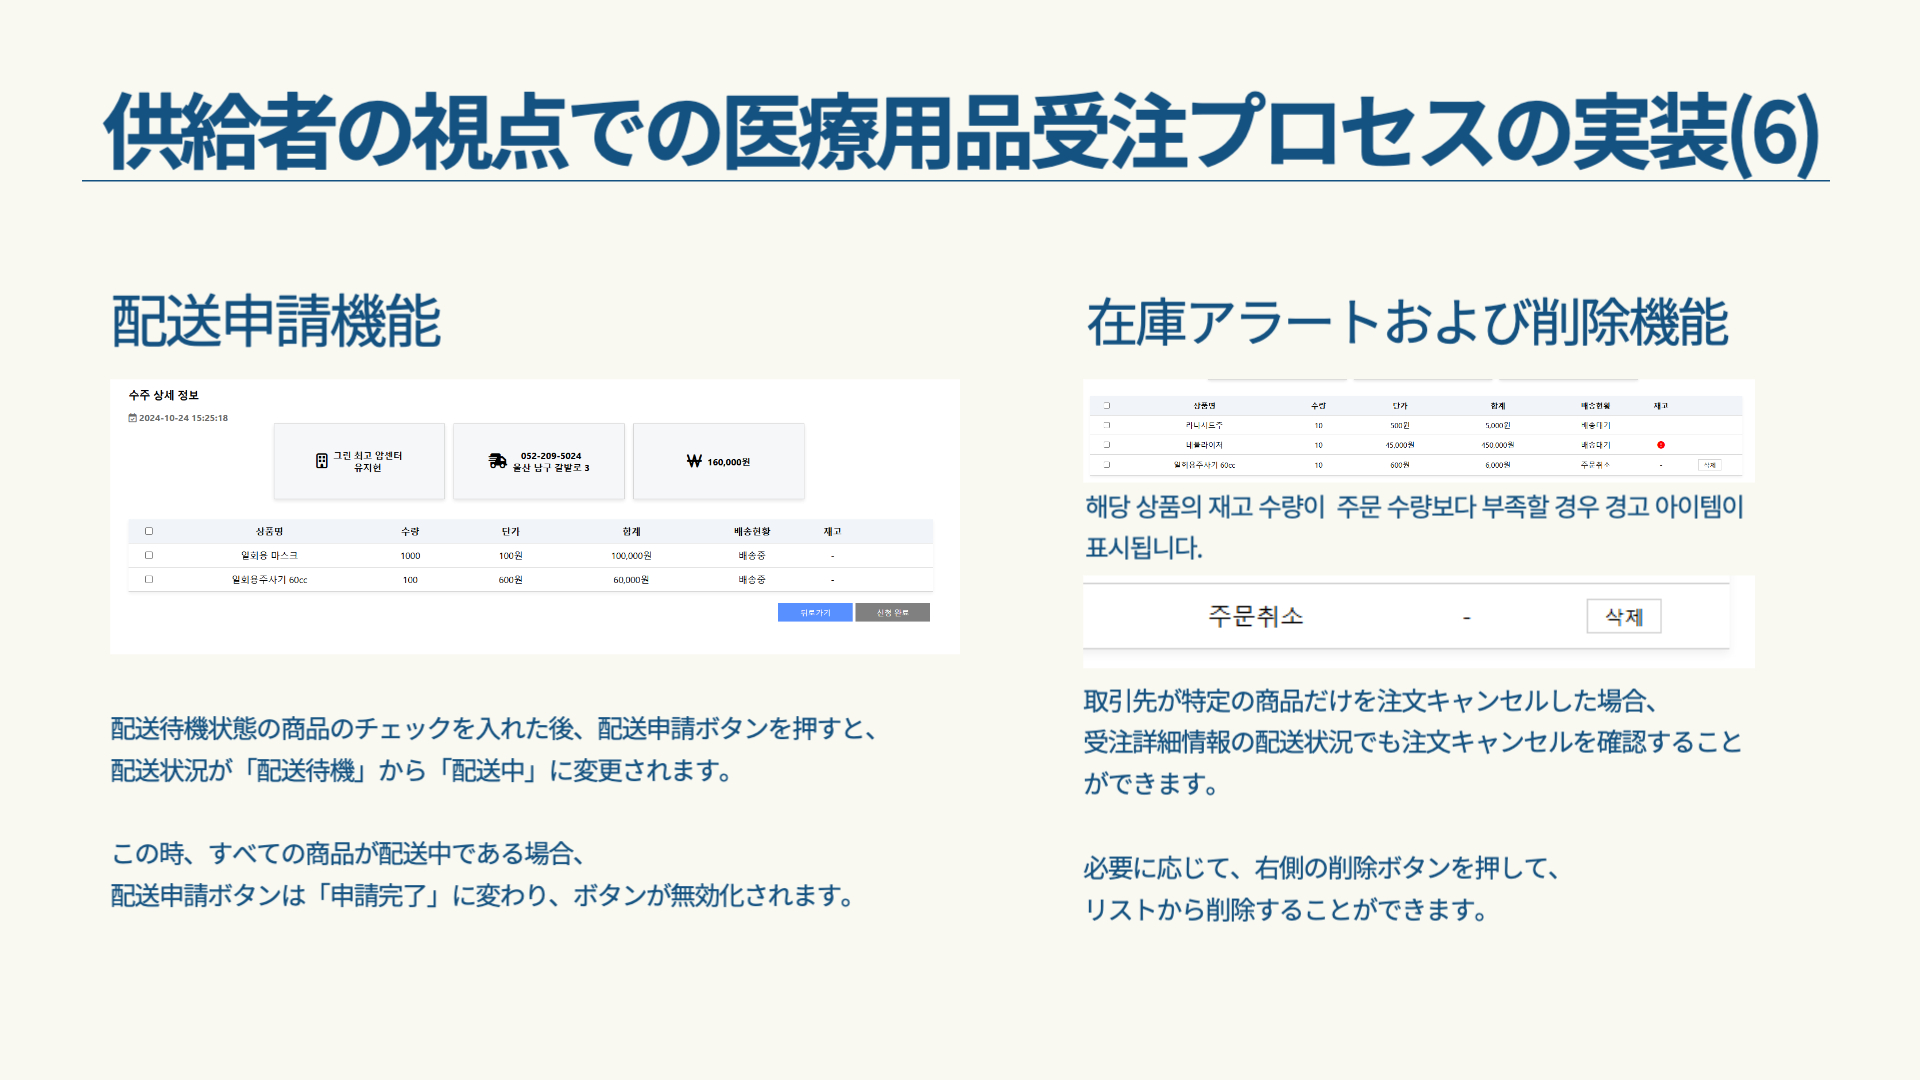 供給者の視点での医療用品受注プロセスの実装(6)
配送申請機能
수주 상세 정보
2024-10-24 15:25:18
그린 최고 암센터
유지현
052-209-5024
울산 남구 갈밭로 3
₩ 160,000원
상품명 수량 단가 합계 배송현황 재고
일회용 마스크 1000 100원 100,000원 배송중 -
일회용주사기 60cc 100 600원 60,000원 배송중 -
뒤로가기 신청 완료
配送待機状態の商品のチェックを入れた後、配送申請ボタンを押すと、
配送状況が「配送待機」から「配送中」に変更されます。
この時、すべての商品が配送中である場合、
配送申請ボタンは「申請完了」に変わり、ボタンが無効化されます。
在庫アラートおよび削除機能
상품명 수량 단가 합계 배송현황 재고
리나시드주 10 500원 5,000원 배송대기
네뷸라이저 10 45,000원 450,000원 배송대기
일회용주사기 60cc 10 600원 6,000원 주문취소 - 삭제
해당 상품의 재고 수량이 주문 수량보다 부족할 경우 경고 아이템이
표시됩니다.
주문취소 - 삭제
取引先が特定の商品だけを注文キャンセルした場合、
受注詳細情報の配送状況でも注文キャンセルを確認すること
ができます。
必要に応じて、右側の削除ボタンを押して、
リストから削除することができます。